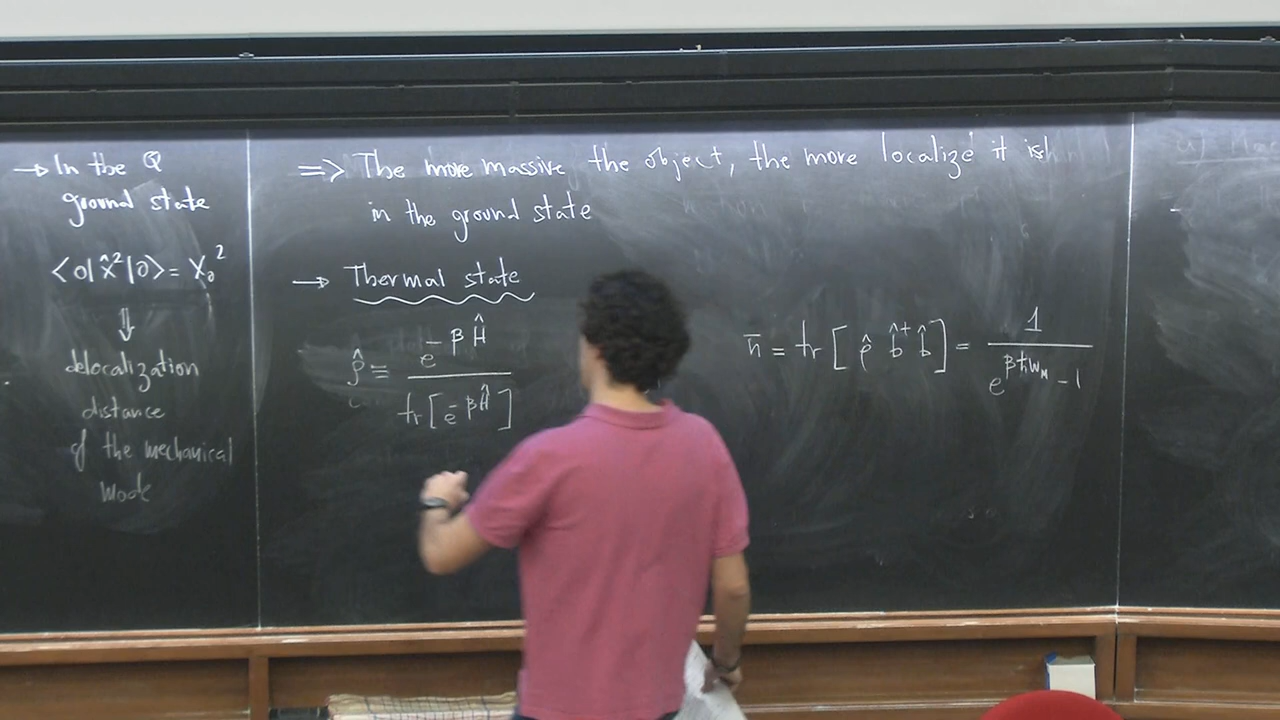 → In the Q
ground state
<0|x̂²|0> = X₀²
⇓
delocalization
distance
of the mechanical
mode
=> The more massive the object, the more localize it is
in the ground state
→ Thermal state
ρ̂ ≡ e^{-βĤ} / tr[e^{-βĤ}]
n̄ = tr[ρ̂ b̂⁺ b̂] = 1 / (e^{βħω_M} - 1)